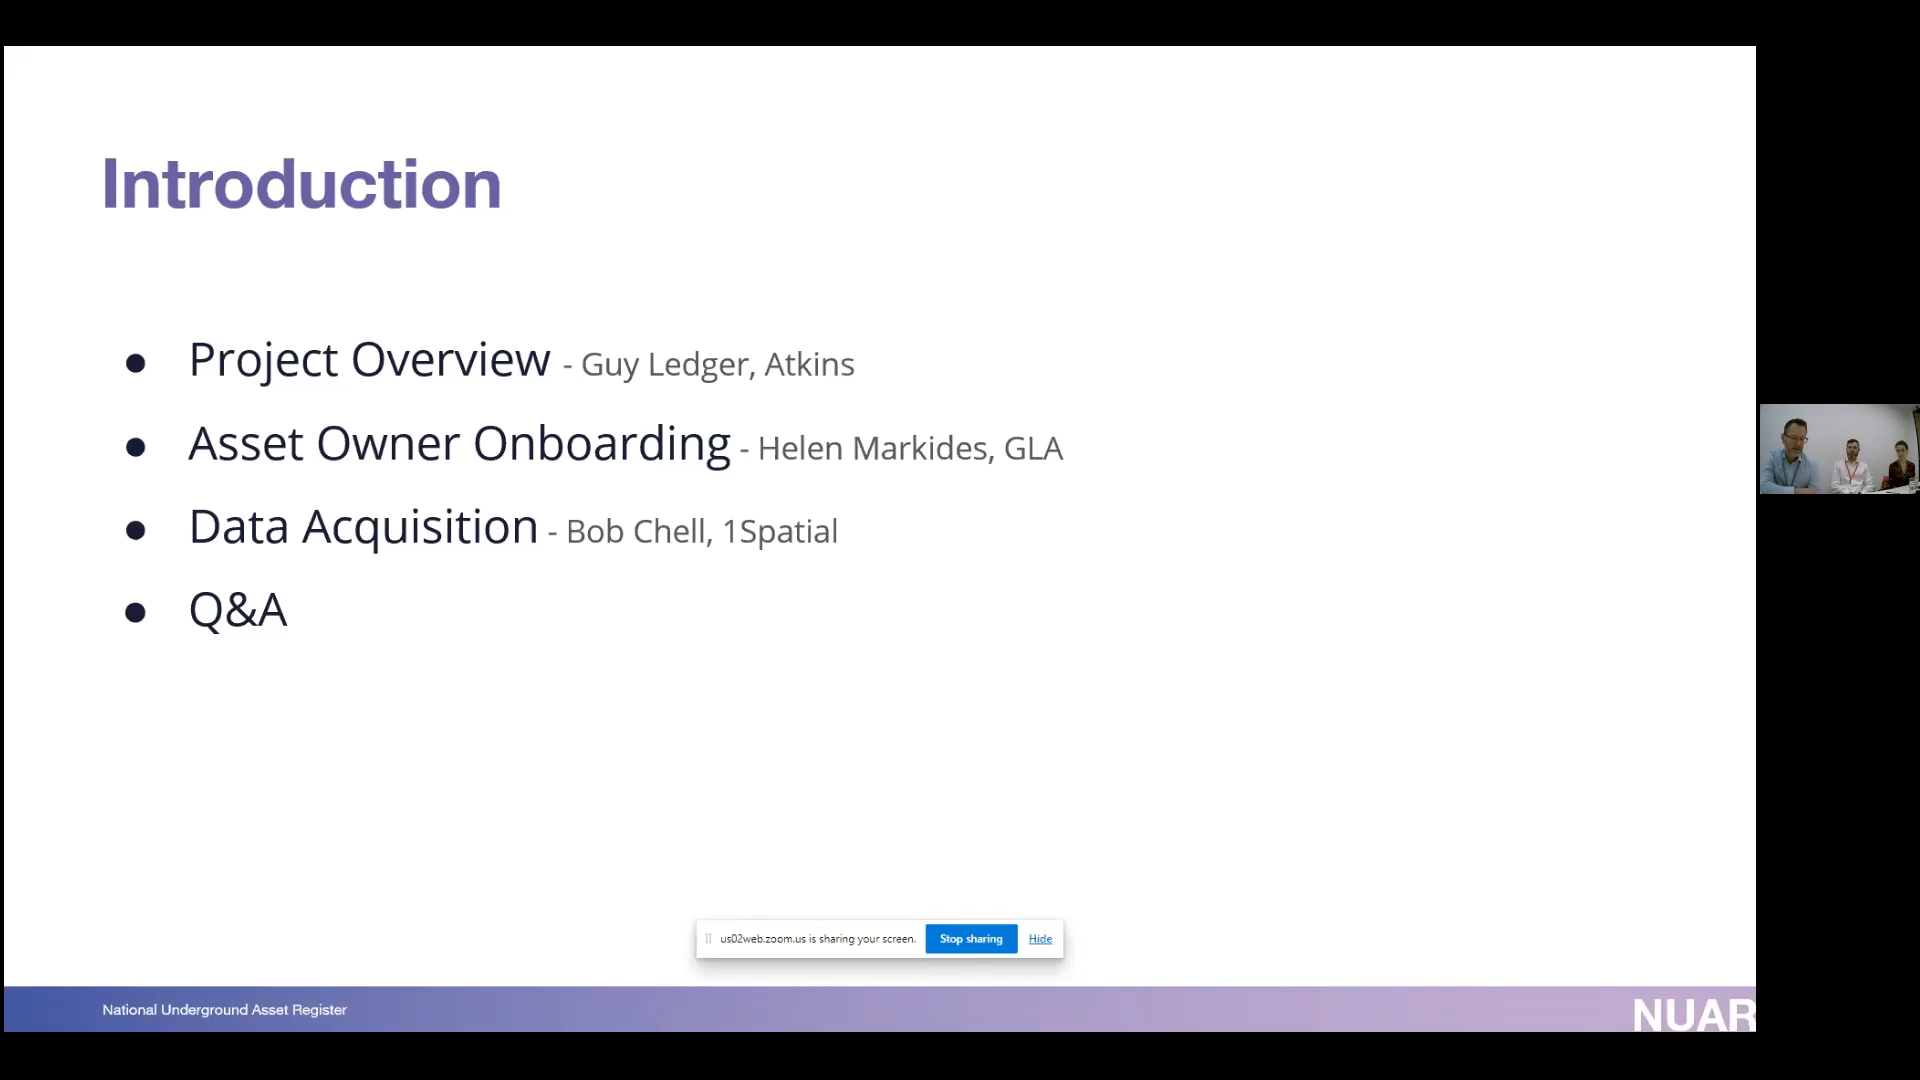 Introduction
● Project Overview - Guy Ledger, Atkins
● Asset Owner Onboarding - Helen Markides, GLA
● Data Acquisition - Bob Chell, 1Spatial
● Q&A
us02web.zoom.us is sharing your screen. Stop sharing Hide
National Underground Asset Register
NUAR